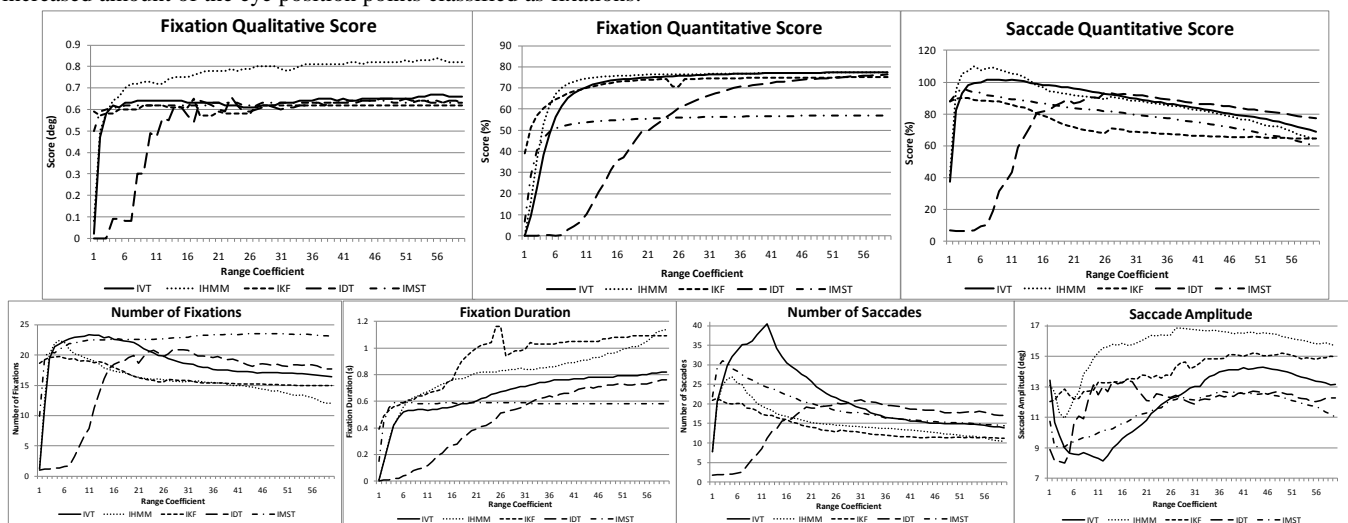 increased amount of the eye position points classified as fixations.
Fixation Qualitative Score
0.9
0.8
0.7
0.6
0.5
0.4
0.3
0.2
0.1
0
Score (deg)
1 6 11 16 21 26 31 36 41 46 51 56
Range Coefficient
IVT IHMM IKF IDT IMST
Fixation Quantitative Score
90
80
70
60
50
40
30
20
10
0
Score (%)
1 6 11 16 21 26 31 36 41 46 51 56
Range Coefficient
IVT IHMM IKF IDT IMST
Saccade Quantitative Score
120
100
80
60
40
20
0
Score (%)
1 6 11 16 21 26 31 36 41 46 51 56
Range Coefficient
IVT IHMM IKF IDT IMST
Number of Fixations
25
20
15
10
5
0
Number of Fixations
1 6 11 16 21 26 31 36 41 46 51 56
Range Coefficient
IVT IHMM IKF IDT IMST
Fixation Duration
1.2
1
0.8
0.6
0.4
0.2
0
Fixation Duration (s)
1 6 11 16 21 26 31 36 41 46 51 56
Range Coefficient
IVT IHMM IKF IDT IMST
Number of Saccades
40
35
30
25
20
15
10
5
0
Number of Saccades
1 6 11 16 21 26 31 36 41 46 51 56
Range Coefficient
IVT IHMM IKF IDT IMST
Saccade Amplitude
17
15
13
11
9
7
Saccade Amplitude (deg)
1 6 11 16 21 26 31 36 41 46 51 56
Range Coefficient
IVT IHMM IKF IDT IMST